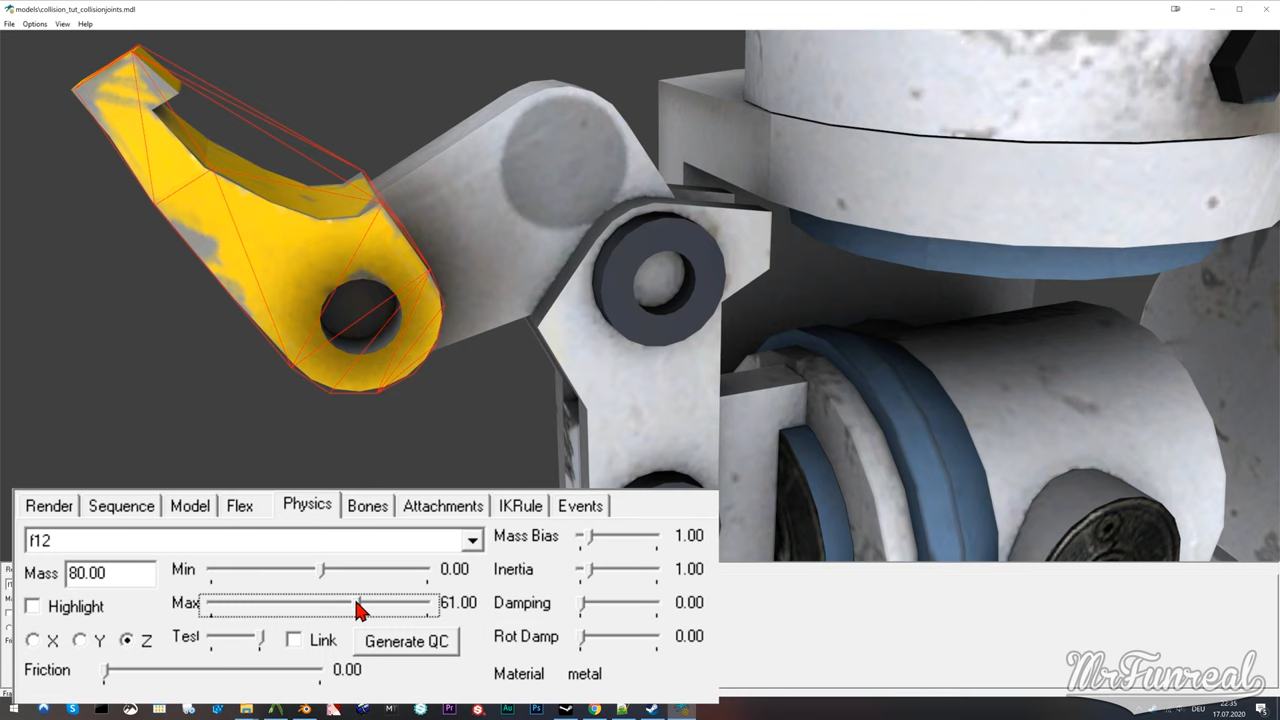 models\collision_tut_collisionjoints.mdl
File Options View Help
Render Sequence Model Flex Physics Bones Attachments IKRule Events
f12
Mass 80.00
Highlight
X Y Z
Friction 0.00
Min 0.00
Max 61.00
Test Link Generate QC
Mass Bias 1.00
Inertia 1.00
Damping 0.00
Rot Damp 0.00
Material metal
MrFunreal
DEU
22:35
17.07.2020